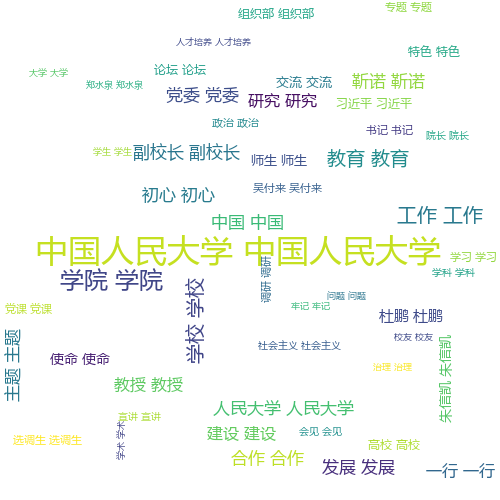 专题 专题
组织部 组织部
人才培养 人才培养
特色 特色
大学 大学
论坛 论坛
郑水泉 郑水泉
交流 交流
靳诺 靳诺
党委 党委
研究 研究
习近平 习近平
政治 政治
书记 书记
院长 院长
学生 学生
副校长 副校长
师生 师生
教育 教育
初心 初心
吴付来 吴付来
中国 中国
工作 工作
中国人民大学 中国人民大学
学习 学习
学院 学院
调研 调研
学科 学科
学校 学校
问题 问题
牢记 牢记
党课 党课
杜鹏 杜鹏
校友 校友
社会主义 社会主义
主题 主题
使命 使命
治理 治理
朱信凯 朱信凯
教授 教授
人民大学 人民大学
宣讲 宣讲
学术 学术
选调生 选调生
建设 建设
会见 会见
高校 高校
合作 合作
发展 发展
一行 一行